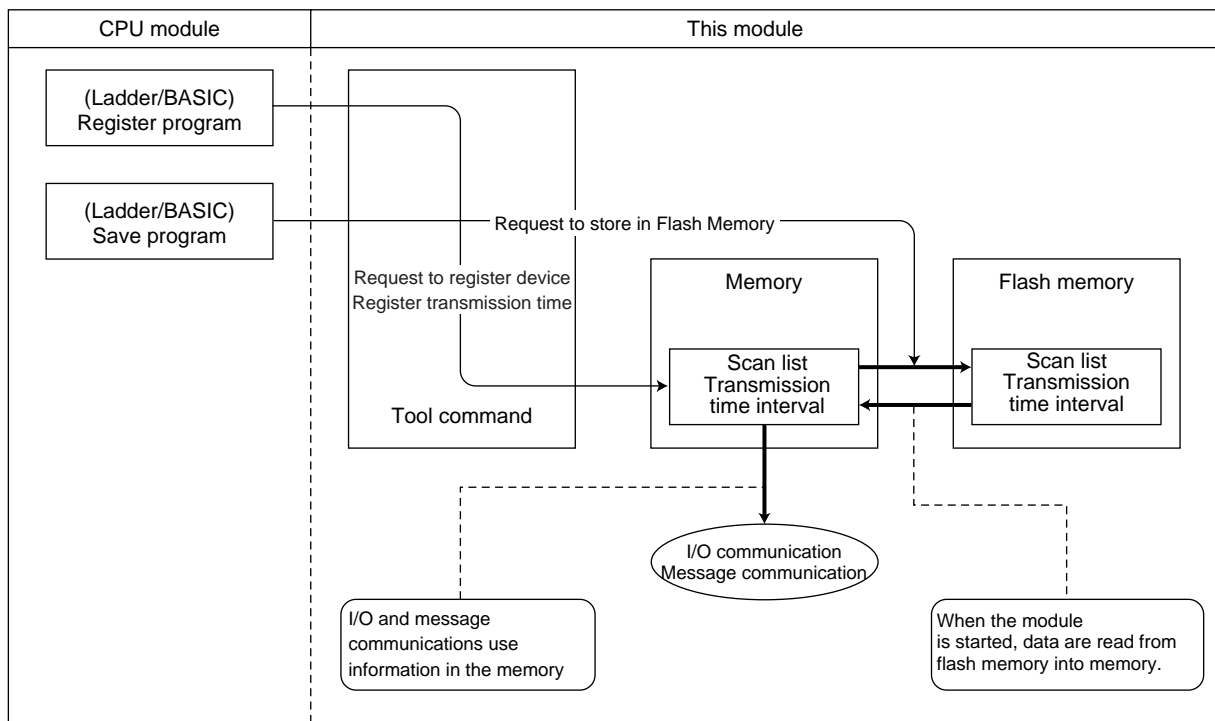 CPU module
This module
(Ladder/BASIC)
Register program
(Ladder/BASIC)
Save program
Request to store in Flash Memory
Request to register device
Register transmission time
Tool command
Memory
Scan list
Transmission
time interval
Flash memory
Scan list
Transmission
time interval
I/O communication
Message communication
I/O and message
communications use
information in the memory
When the module
is started, data are read from
flash memory into memory.